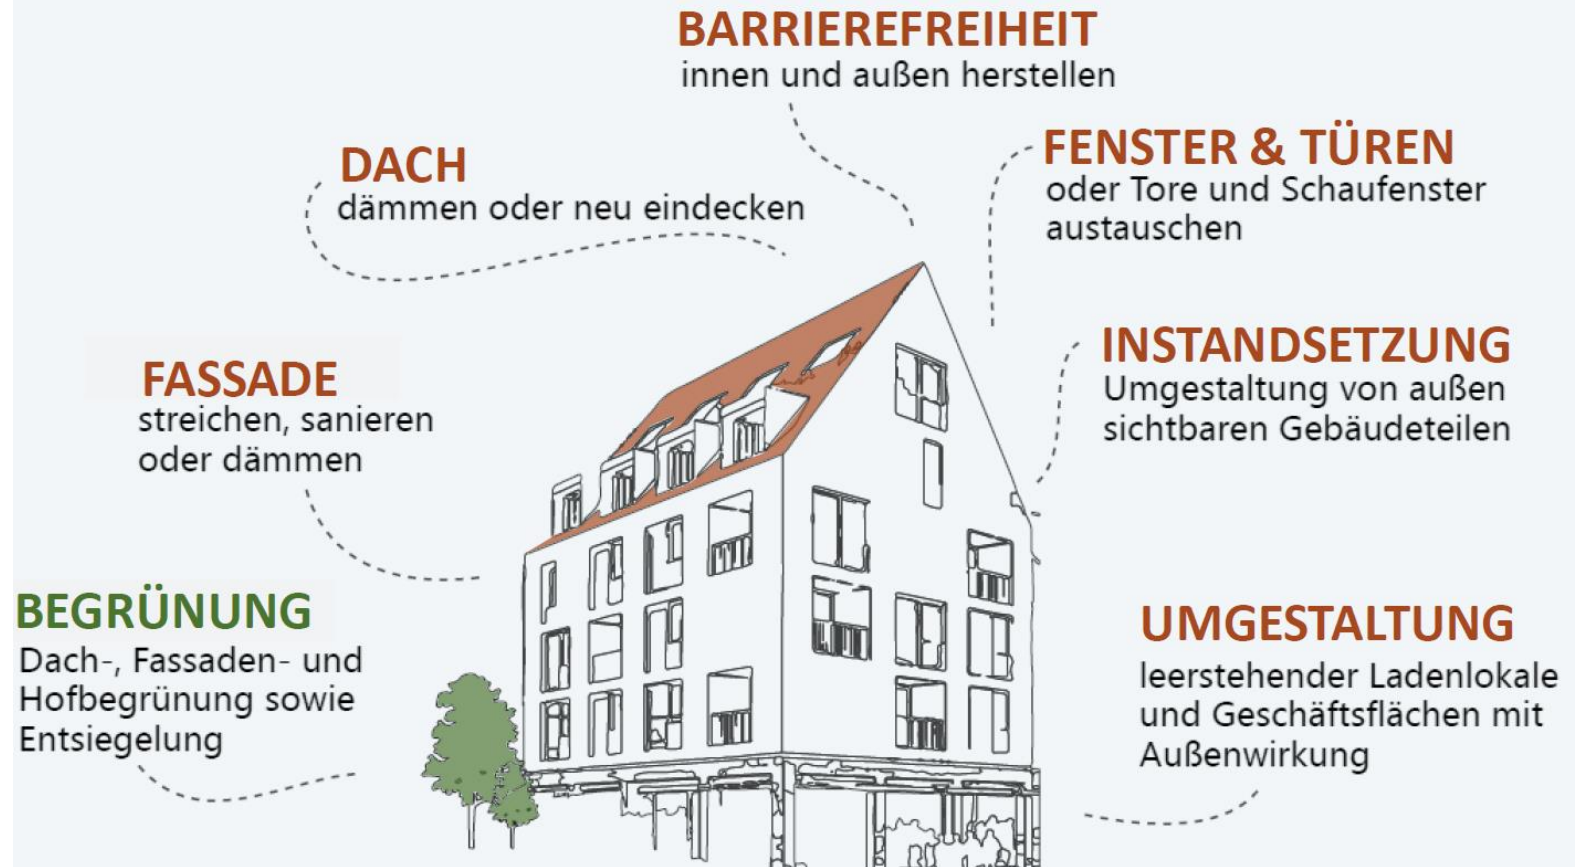 BARRIEREFREIHEIT
innen und außen herstellen
DACH
dämmen oder neu eindecken
FENSTER & TÜREN
oder Tore und Schaufenster
austauschen
FASSADE
streichen, sanieren
oder dämmen
INSTANDSETZUNG
Umgestaltung von außen
sichtbaren Gebäudeteilen
BEGRÜNUNG
Dach-, Fassaden- und
Hofbegrünung sowie
Entsiegelung
UMGESTALTUNG
leerstehender Ladenlokale
und Geschäftsflächen mit
Außenwirkung